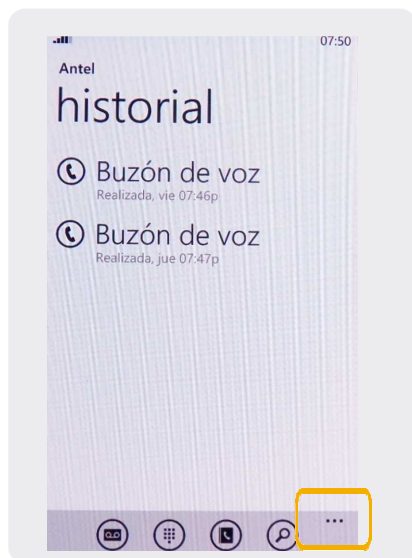 07:50
Antel
historial
Buzón de voz
Realizada, vie 07:46p
Buzón de voz
Realizada, jue 07:47p
...